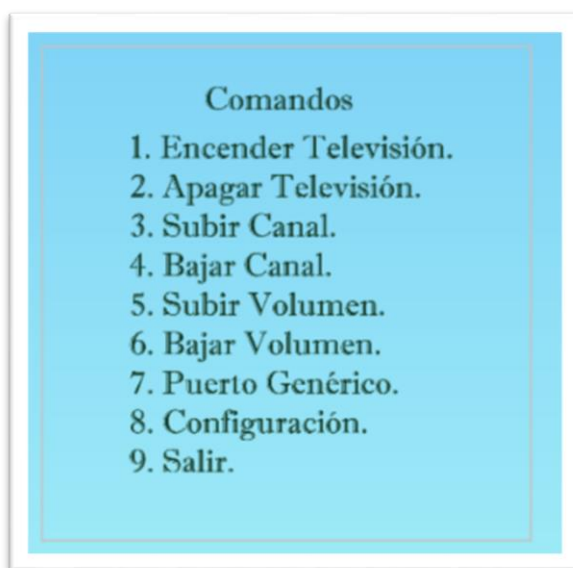 Comandos
1. Encender Televisión.
2. Apagar Televisión.
3. Subir Canal.
4. Bajar Canal.
5. Subir Volumen.
6. Bajar Volumen.
7. Puerto Genérico.
8. Configuración.
9. Salir.